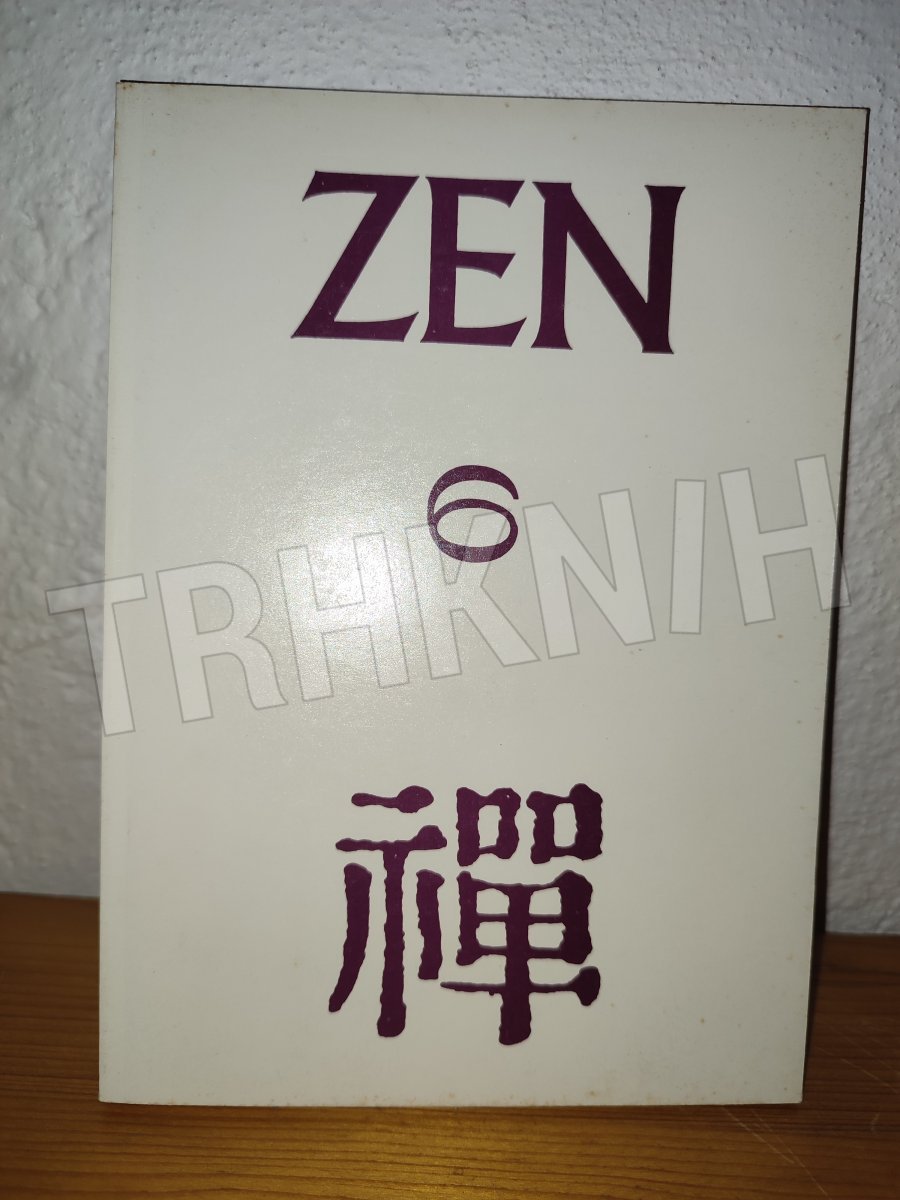 ZEN
6
TRHKNIH
禪